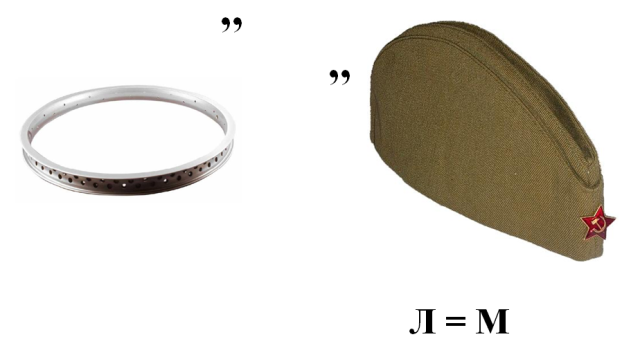 ,,
,,
Л = М